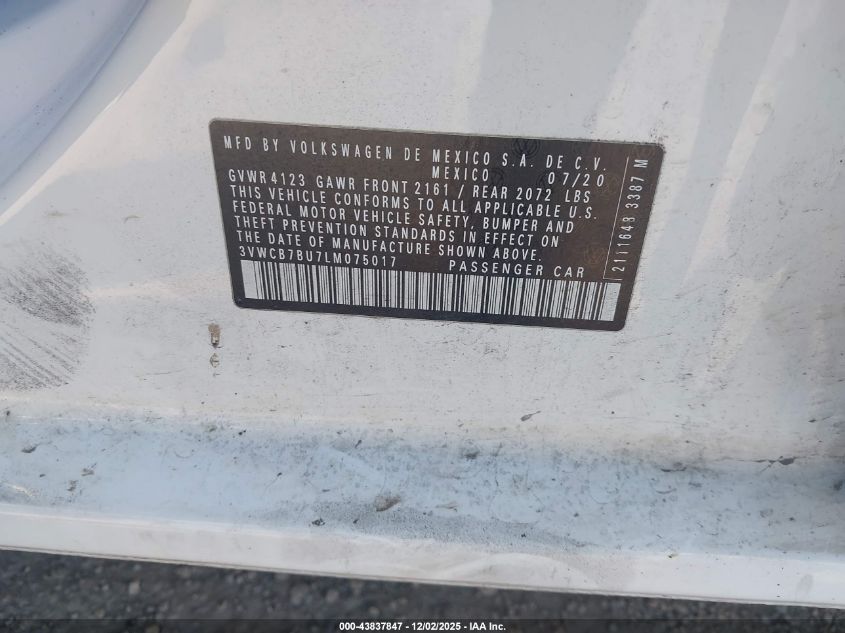 MFD BY VOLKSWAGEN DE MEXICO S.A. DE C.V.
MEXICO 07/20
GVWR 4123 GAWR FRONT 2161 / REAR 2072 LBS
THIS VEHICLE CONFORMS TO ALL APPLICABLE U.S.
FEDERAL MOTOR VEHICLE SAFETY, BUMPER AND
THEFT PREVENTION STANDARDS IN EFFECT ON
THE DATE OF MANUFACTURE SHOWN ABOVE.
3VWCB7BU7LM075017 PASSENGER CAR
3387 M
000-43837847 - 12/02/2025 - IAA Inc.